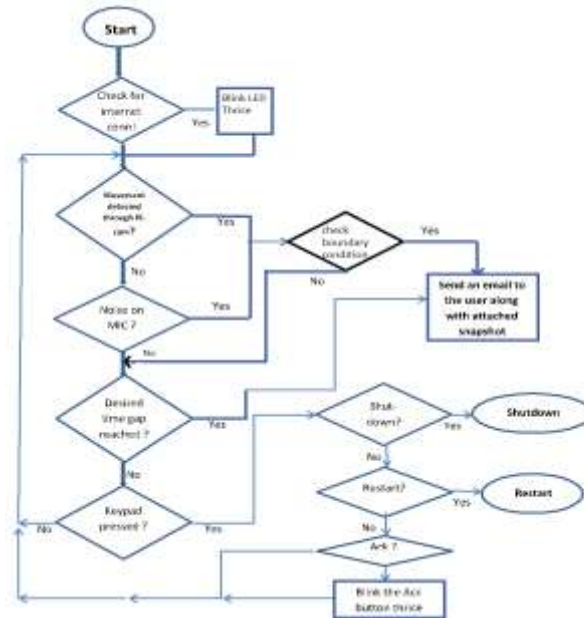 Start
Check for
internet
conn!
Yes
Blink LED
Thrice
Movement
detected
through Pi-
cam?
Yes
check
boundary
condition
Yes
No
No
Send an email to
the user along
with attached
snapshot
Noise on
MIC ?
Yes
No
Desired
time gap
reached ?
Yes
Shut-
down?
Yes
Shutdown
No
No
Restart?
Yes
Restart
Keypad
pressed ?
No
Yes
No
Ack ?
Blink the Ack
button thrice